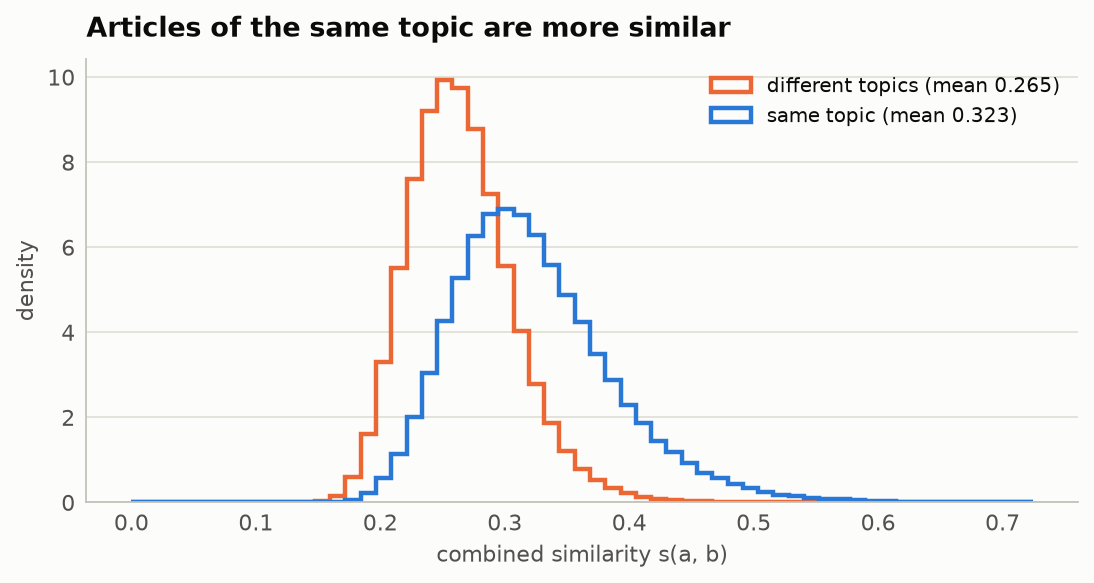 Articles of the same topic are more similar
different topics (mean 0.265)
same topic (mean 0.323)
density
10
8
6
4
2
0
0.0 0.1 0.2 0.3 0.4 0.5 0.6 0.7
combined similarity s(a, b)